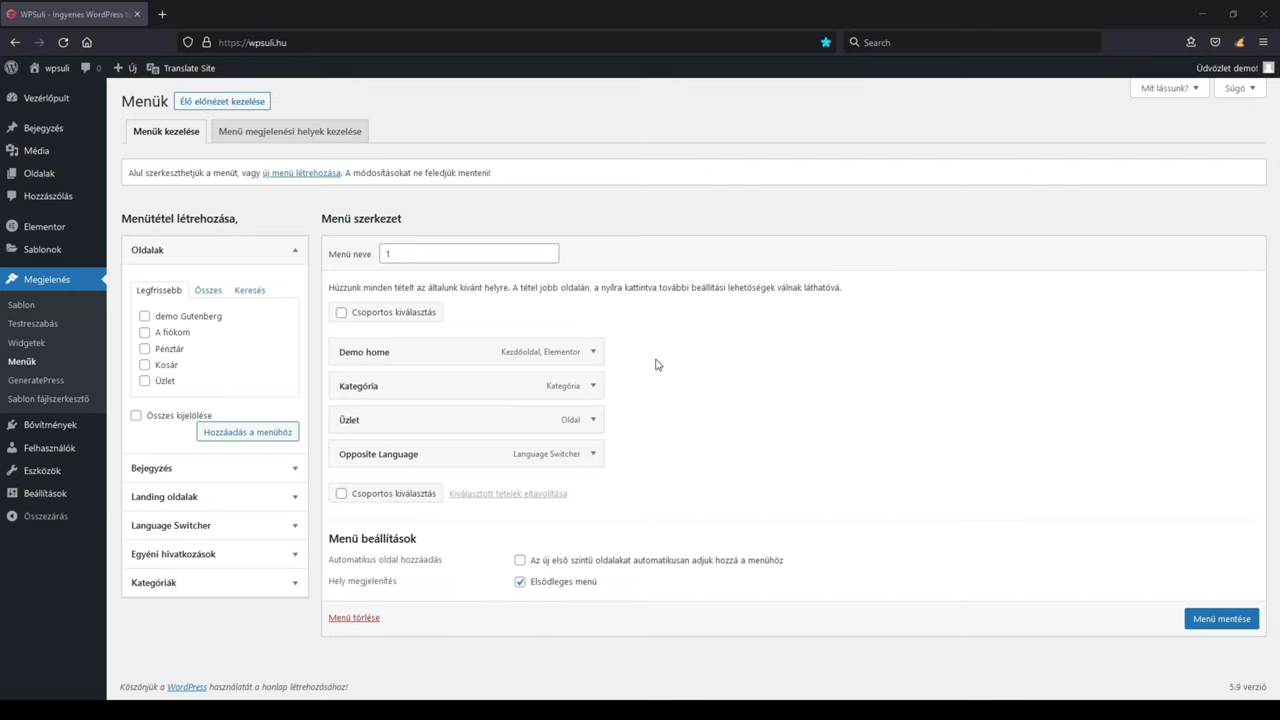 WPSuli - Ingyenes WordPress t
https://wpsuli.hu
Search
wpsuli
0
Új
Translate Site
Üdvözlet demo!
Vezérlőpult
Bejegyzés
Média
Oldalak
Hozzászólás
Elementor
Sablonok
Megjelenés
Sablon
Testreszabás
Widgetek
Menük
GeneratePress
Sablon fájlszerkesztő
Bővítmények
Felhasználók
Eszközök
Beállítások
Összezárás
Menük
Élő előnézet kezelése
Mit lássunk?
Súgó
Menük kezelése
Menü megjelenési helyek kezelése
Alul szerkeszthetjük a menüt, vagy új menü létrehozása. A módosításokat ne feledjük menteni!
Menütétel létrehozása,
Oldalak
Legfrissebb
Összes
Keresés
demo Gutenberg
A fiókom
Pénztár
Kosár
Üzlet
Összes kijelölése
Hozzáadás a menühöz
Bejegyzés
Landing oldalak
Language Switcher
Egyéni hivatkozások
Kategóriák
Menü szerkezet
Menü neve
1
Húzzunk minden tételt az általunk kívánt helyre. A tétel jobb oldalán, a nyílra kattintva további beállítási lehetőségek válnak láthatóvá.
Csoportos kiválasztás
Demo home
Kezdőoldal, Elementor
Kategória
Kategória
Üzlet
Oldal
Opposite Language
Language Switcher
Csoportos kiválasztás
Kiválasztott tételek eltávolítása
Menü beállítások
Automatikus oldal hozzáadás
Az új első szintű oldalakat automatikusan adjuk hozzá a menühöz
Hely megjelenítés
Elsődleges menü
Menü törlése
Menü mentése
Köszönjük a WordPress használatát a honlap létrehozásához!
5.9 verzió